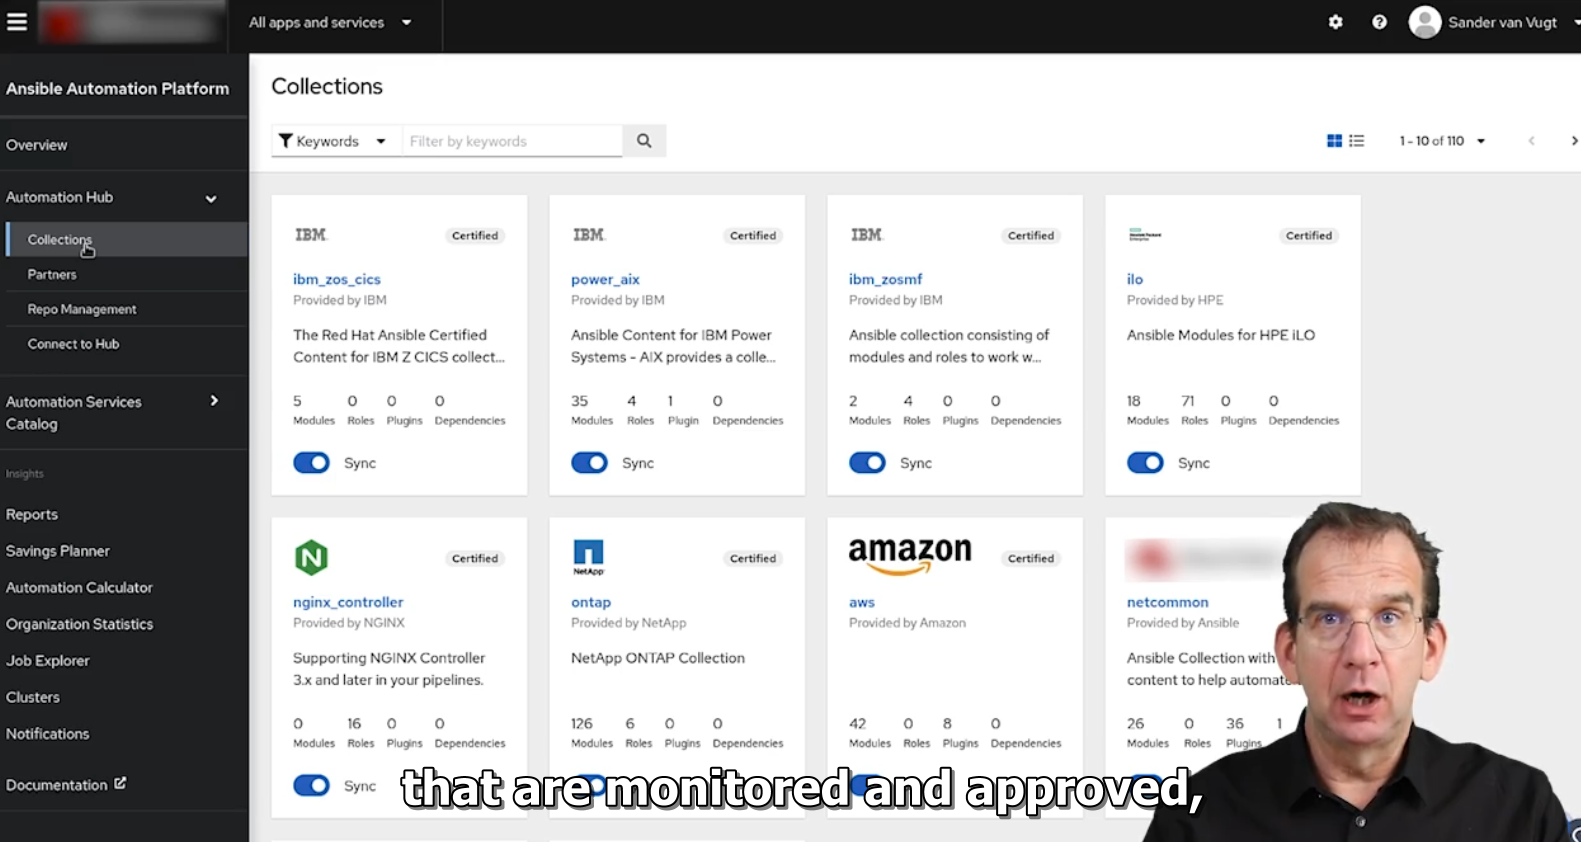 All apps and services
Sander van Vugt
Ansible Automation Platform
Overview
Automation Hub
Collections
Partners
Repo Management
Connect to Hub
Automation Services
Catalog
Insights
Reports
Savings Planner
Automation Calculator
Organization Statistics
Job Explorer
Clusters
Notifications
Documentation
Collections
Keywords
Filter by keywords
1 - 10 of 110
IBM
Certified
ibm_zos_cics
Provided by IBM
The Red Hat Ansible Certified
Content for IBM Z CICS collect...
5 0 0 0
Modules Roles Plugins Dependencies
Sync
IBM
Certified
power_aix
Provided by IBM
Ansible Content for IBM Power
Systems - AIX provides a colle...
35 4 1 0
Modules Roles Plugin Dependencies
Sync
IBM
Certified
ibm_zosmf
Provided by IBM
Ansible collection consisting of
modules and roles to work w...
2 4 0 0
Modules Roles Plugins Dependencies
Sync
Certified
ilo
Provided by HPE
Ansible Modules for HPE iLO
18 71 0 0
Modules Roles Plugins Dependencies
Sync
N
Certified
nginx_controller
Provided by NGINX
Supporting NGINX Controller
3.x and later in your pipelines.
0 16 0 0
Modules Roles Plugins Dependencies
Sync
NetApp
Certified
ontap
Provided by NetApp
NetApp ONTAP Collection
126 6 0 0
Modules Roles Plugins Dependencies
amazon
Certified
aws
Provided by Amazon
42 0 8 0
Modules Roles Plugins Dependencies
netcommon
Provided by Ansible
Ansible Collection with
content to help automate
26 0 36 1
Modules Roles Plugins
that are monitored and approved,